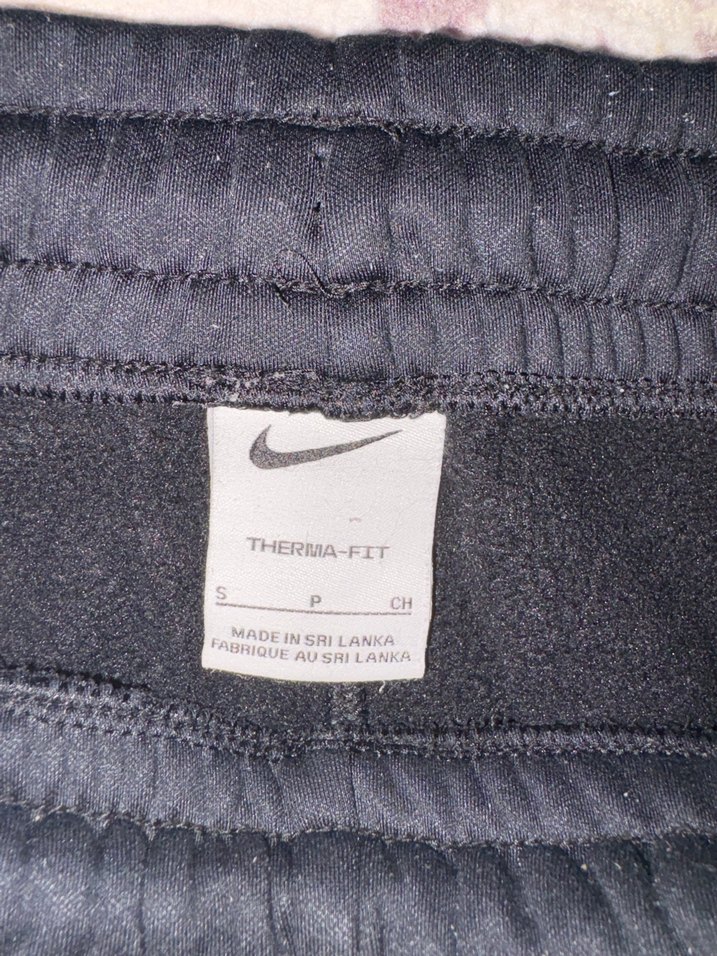 THERMA-FIT
S P CH
MADE IN SRI LANKA
FABRIQUE AU SRI LANKA